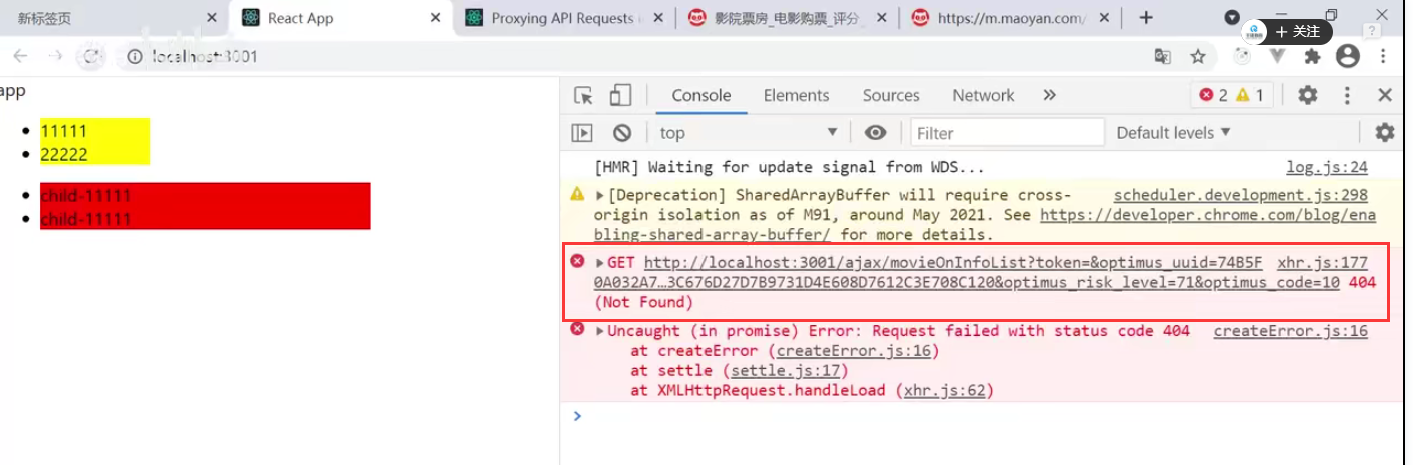 新标签页
React App
Proxying API Requests
影院票房_电影购票_评分
https://m.maoyan.com/
+ 关注
localhost:3001
app
11111
22222
child-11111
child-11111
Console
Elements
Sources
Network
2
1
top
Filter
Default levels
[HMR] Waiting for update signal from WDS...
log.js:24
[Deprecation] SharedArrayBuffer will require cross-
scheduler.development.js:298
origin isolation as of M91, around May 2021. See https://developer.chrome.com/blog/ena
bling-shared-array-buffer/ for more details.
GET http://localhost:3001/ajax/movieOnInfoList?token=&optimus_uuid=74B5F
xhr.js:177
0A032A7…3C676D27D7B9731D4E608D7612C3E708C120&optimus_risk_level=71&optimus_code=10 404
(Not Found)
Uncaught (in promise) Error: Request failed with status code 404
createError.js:16
at createError (createError.js:16)
at settle (settle.js:17)
at XMLHttpRequest.handleLoad (xhr.js:62)